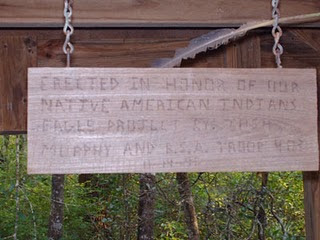 ERECTED IN HONOR OF OUR
NATIVE AMERICAN INDIANS
EAGLE PROJECT
MURPHY AND B.S.A. TROOP